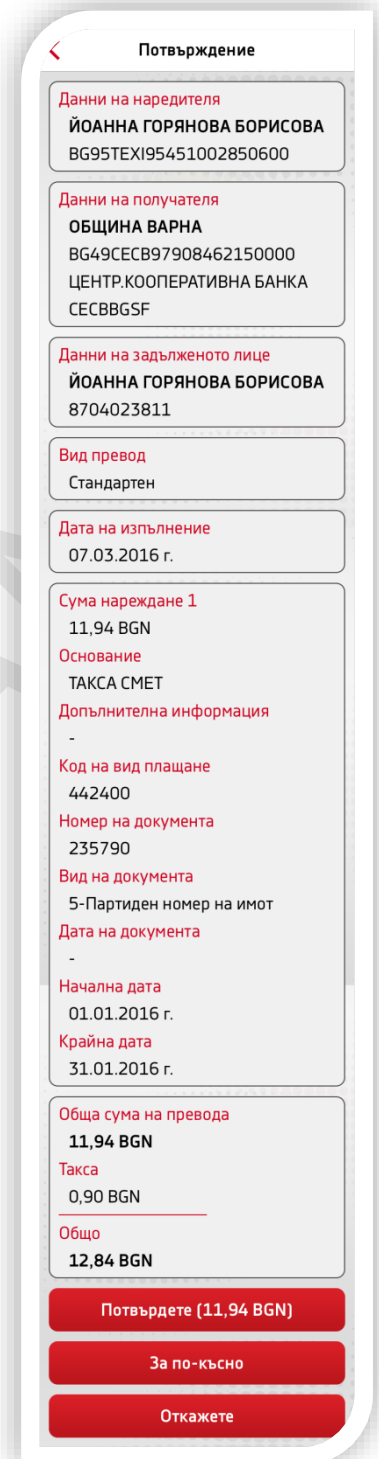 Потвърждение
Данни на наредителя
ЙОАННА ГОРЯНОВА БОРИСОВА
BG95TEXI95451002850600
Данни на получателя
ОБЩИНА ВАРНА
BG49CECB97908462150000
ЦЕНТР.КООПЕРАТИВНА БАНКА
CECBBGSF
Данни на задълженото лице
ЙОАННА ГОРЯНОВА БОРИСОВА
8704023811
Вид превод
Стандартен
Дата на изпълнение
07.03.2016 г.
Сума нареждане 1
11,94 BGN
Основание
ТАКСА СМЕТ
Допълнителна информация
-
Код на вид плащане
442400
Номер на документа
235790
Вид на документа
5-Партиден номер на имот
Дата на документа
-
Начална дата
01.01.2016 г.
Крайна дата
31.01.2016 г.
Обща сума на превода
11,94 BGN
Такса
0,90 BGN
Общо
12,84 BGN
Потвърдете (11,94 BGN)
За по-късно
Откажете